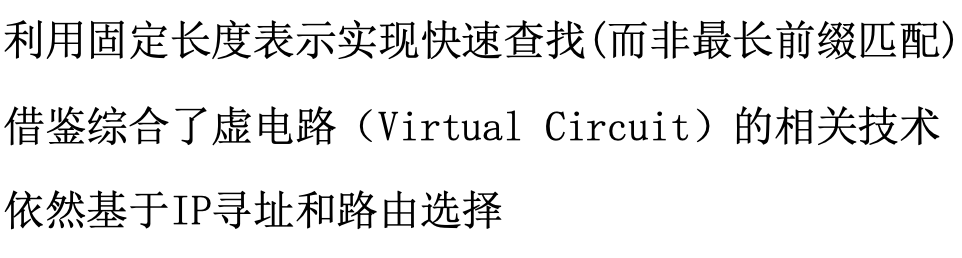 利用固定长度表示实现快速查找(而非最长前缀匹配)
借鉴综合了虚电路（Virtual Circuit）的相关技术
依然基于IP寻址和路由选择